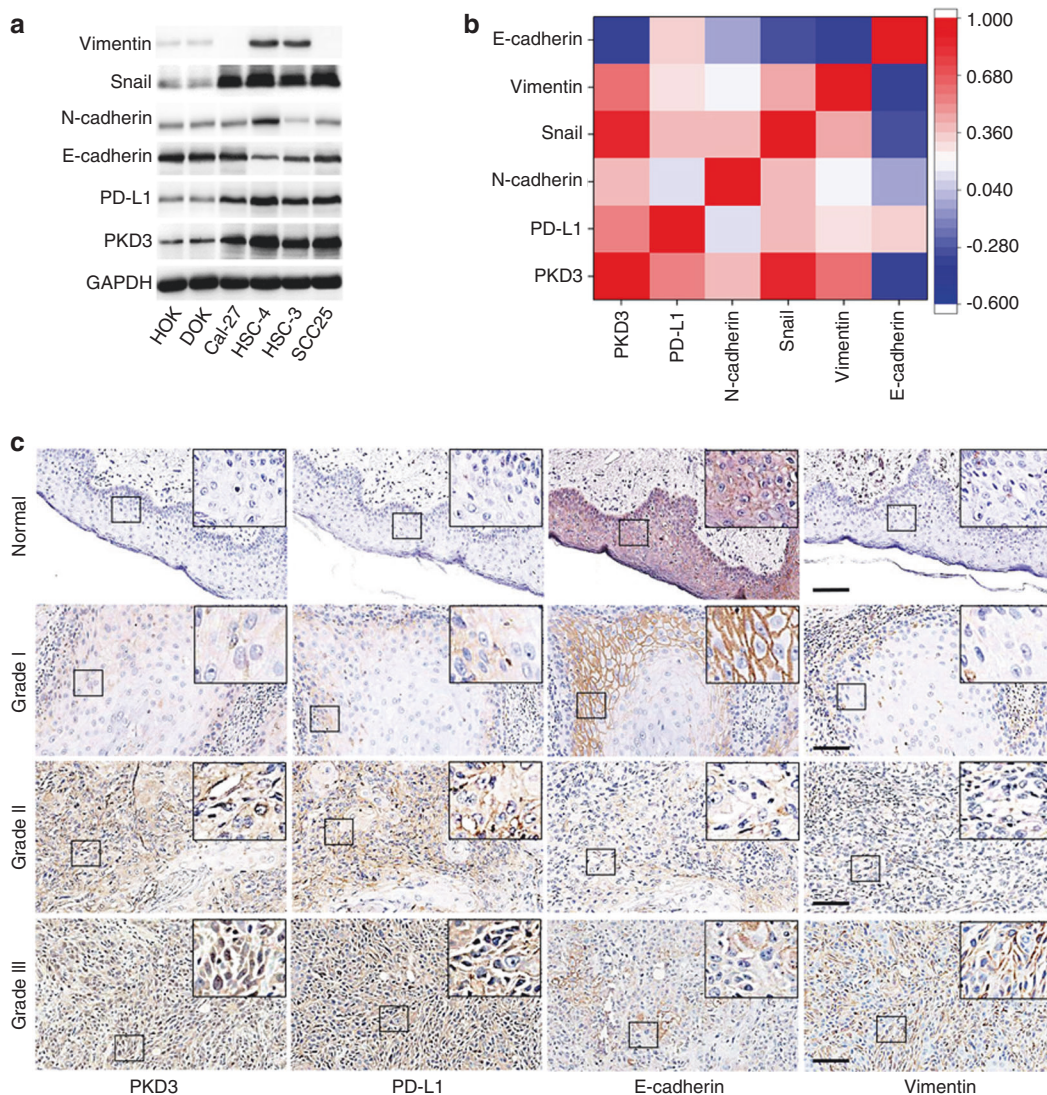 a
Vimentin
Snail
N-cadherin
E-cadherin
PD-L1
PKD3
GAPDH
HOK
DOK
Cal-27
HSC-4
HSC-3
SCC25
b
E-cadherin
Vimentin
Snail
N-cadherin
PD-L1
PKD3
PKD3
PD-L1
N-cadherin
Snail
Vimentin
E-cadherin
1.000
0.680
0.360
0.040
-0.280
-0.600
c
Normal
Grade I
Grade II
Grade III
PKD3
PD-L1
E-cadherin
Vimentin